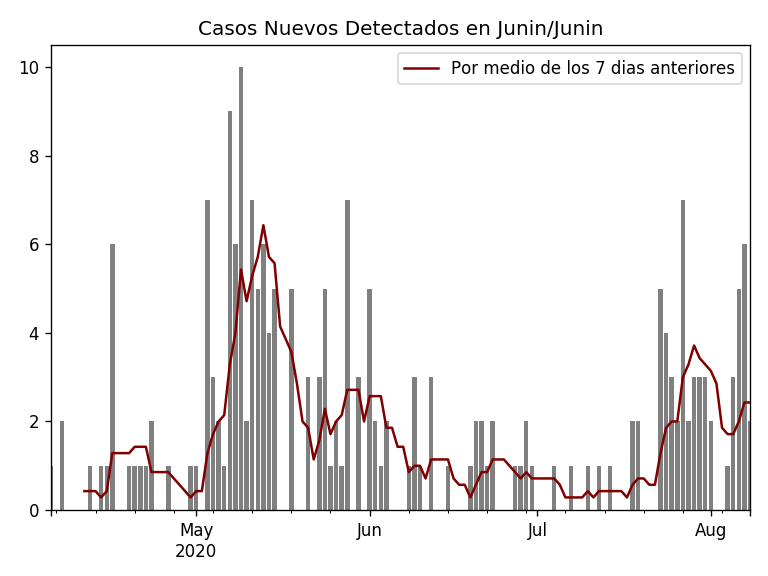 Casos Nuevos Detectados en Junin/Junin
Por medio de los 7 dias anteriores
10
8
6
4
2
0
May
2020
Jun
Jul
Aug